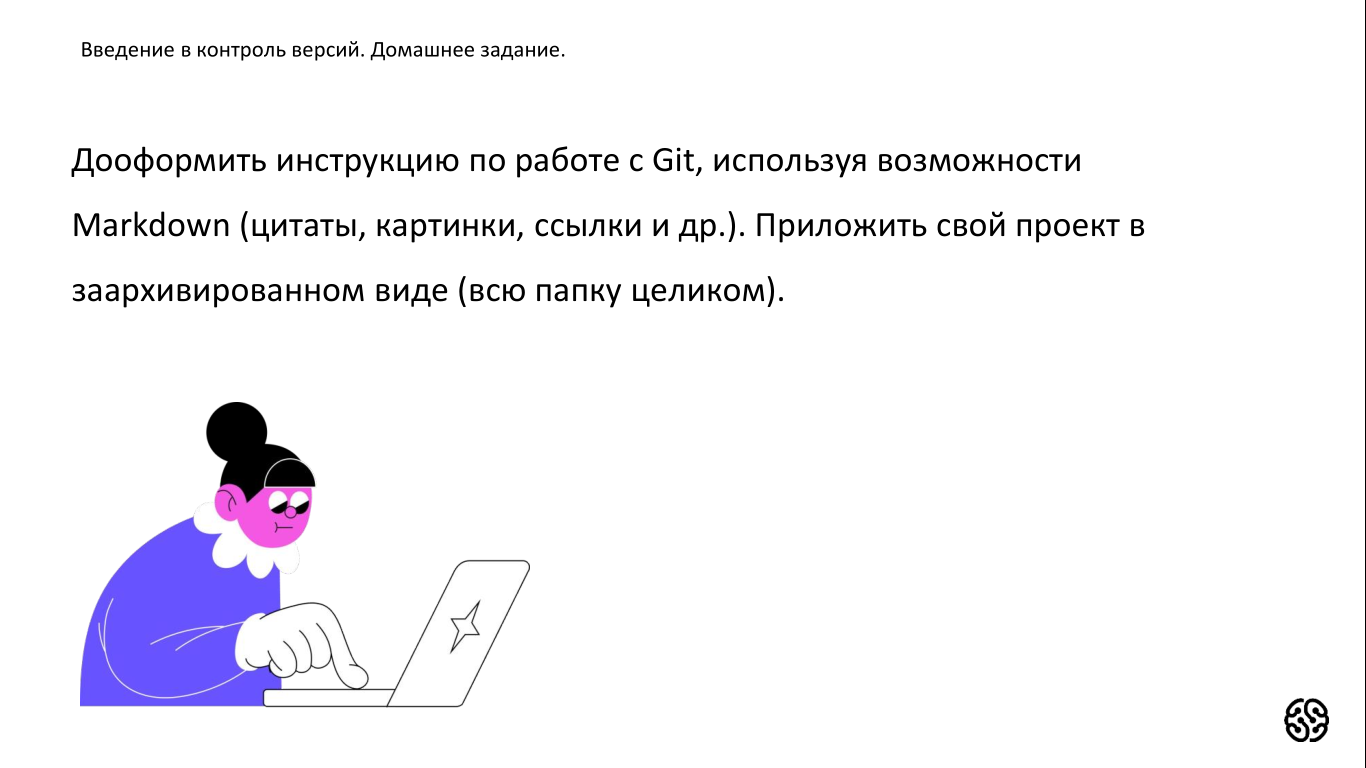 Введение в контроль версий. Домашнее задание.
Дооформить инструкцию по работе с Git, используя возможности
Markdown (цитаты, картинки, ссылки и др.). Приложить свой проект в
заархивированном виде (всю папку целиком).